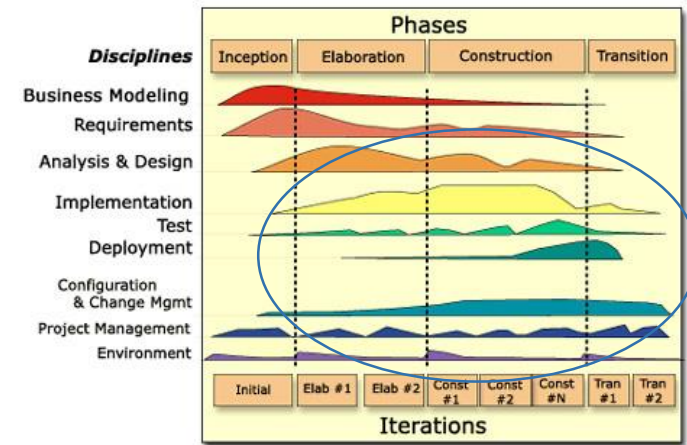 Phases
Disciplines
Inception
Elaboration
Construction
Transition
Business Modeling
Requirements
Analysis & Design
Implementation
Test
Deployment
Configuration
& Change Mgmt
Project Management
Environment
Initial
Elab #1
Elab #2
Const
#1
Const
#2
Const
#N
Tran
#1
Tran
#2
Iterations